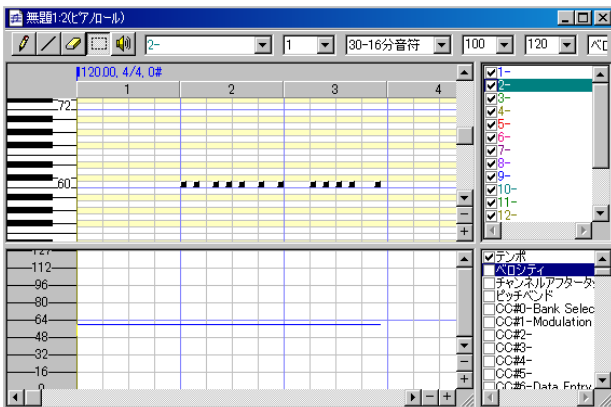 無題1:2(ピアノロール)
2-
1
30-16分音符
100
120
ベロ
120.00, 4/4, 0#
1 2 3 4
72
60
1-
2-
3-
4-
5-
6-
7-
8-
9-
10-
11-
12-
127
112
96
80
64
48
32
16
0
テンポ
ベロシティ
チャンネルアフタータッ
ピッチベンド
CC#0-Bank Selec
CC#1-Modulation
CC#2-
CC#3-
CC#4-
CC#5-
CC#6-Data Entry